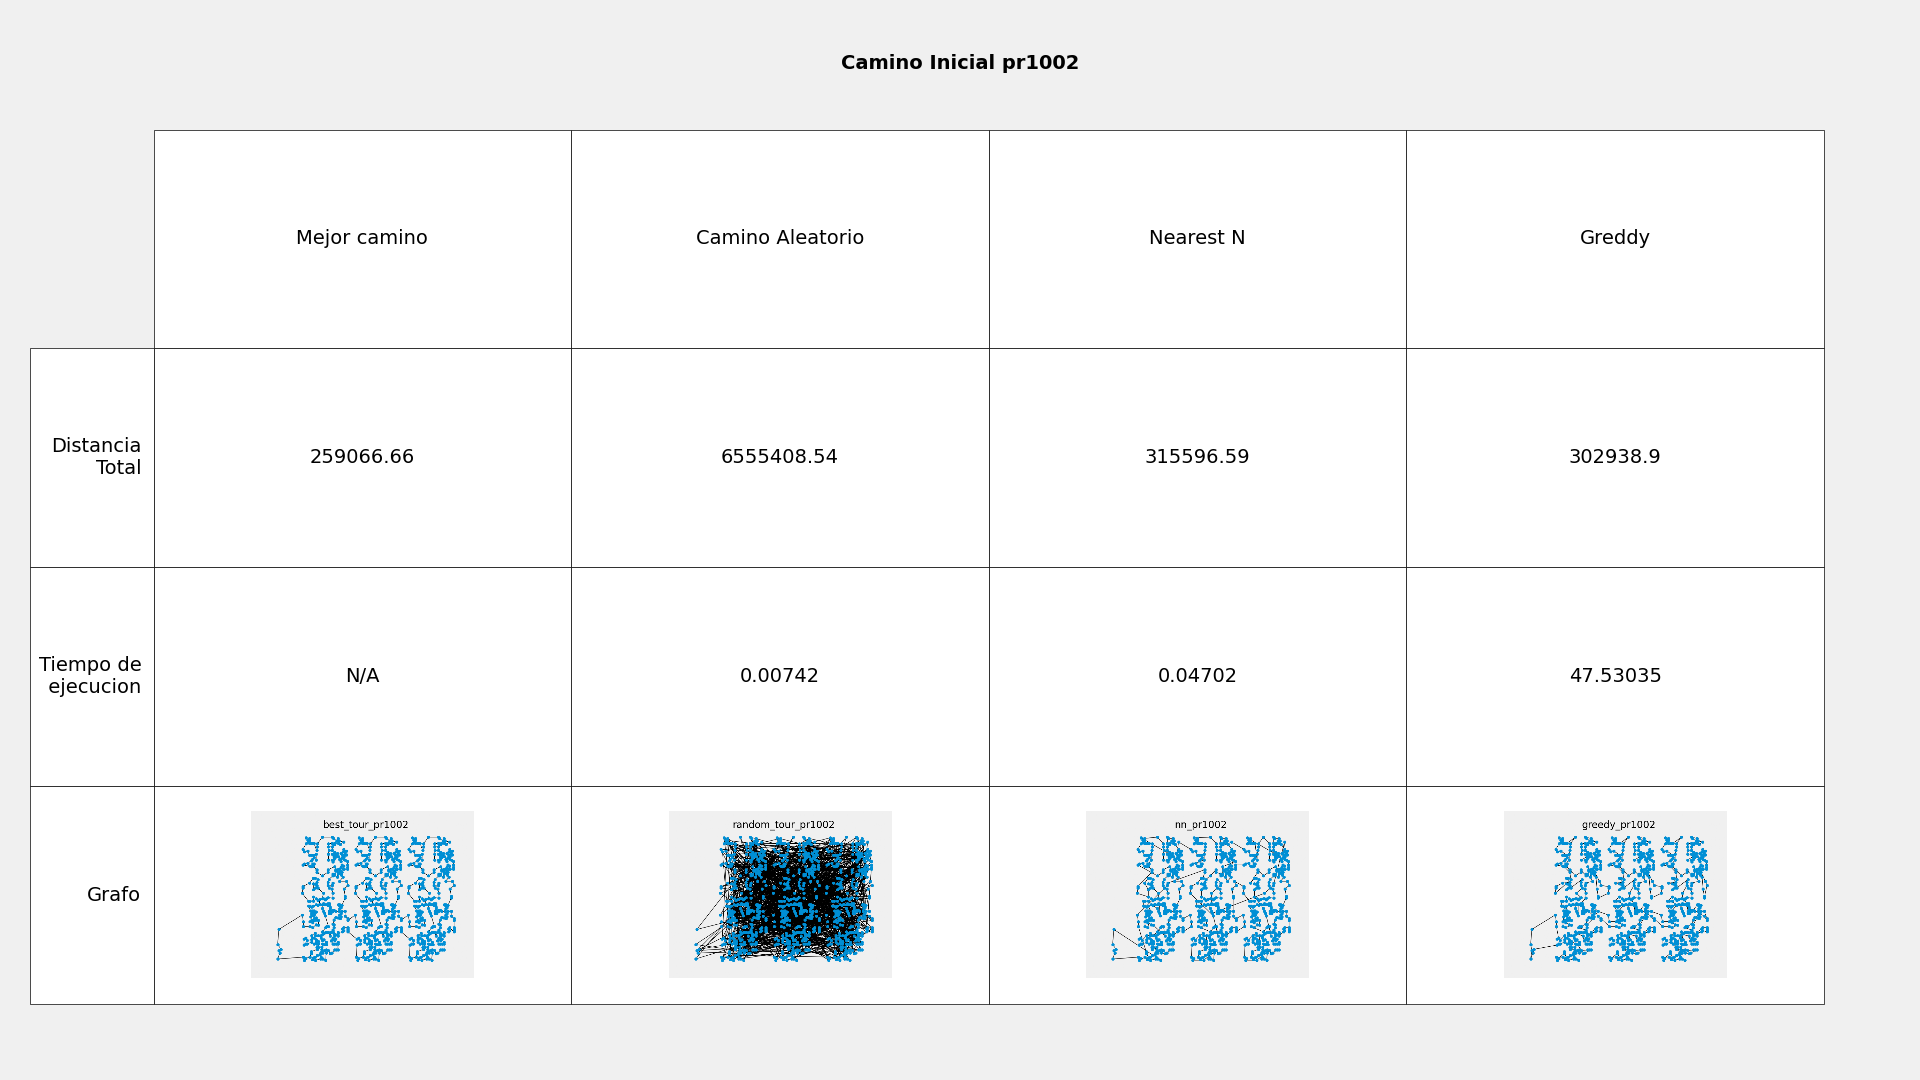 Camino Inicial pr1002
Mejor camino
Camino Aleatorio
Nearest N
Greddy
Distancia
Total
259066.66
6555408.54
315596.59
302938.9
Tiempo de
ejecucion
N/A
0.00742
0.04702
47.53035
Grafo
best_tour_pr1002
random_tour_pr1002
nn_pr1002
greedy_pr1002